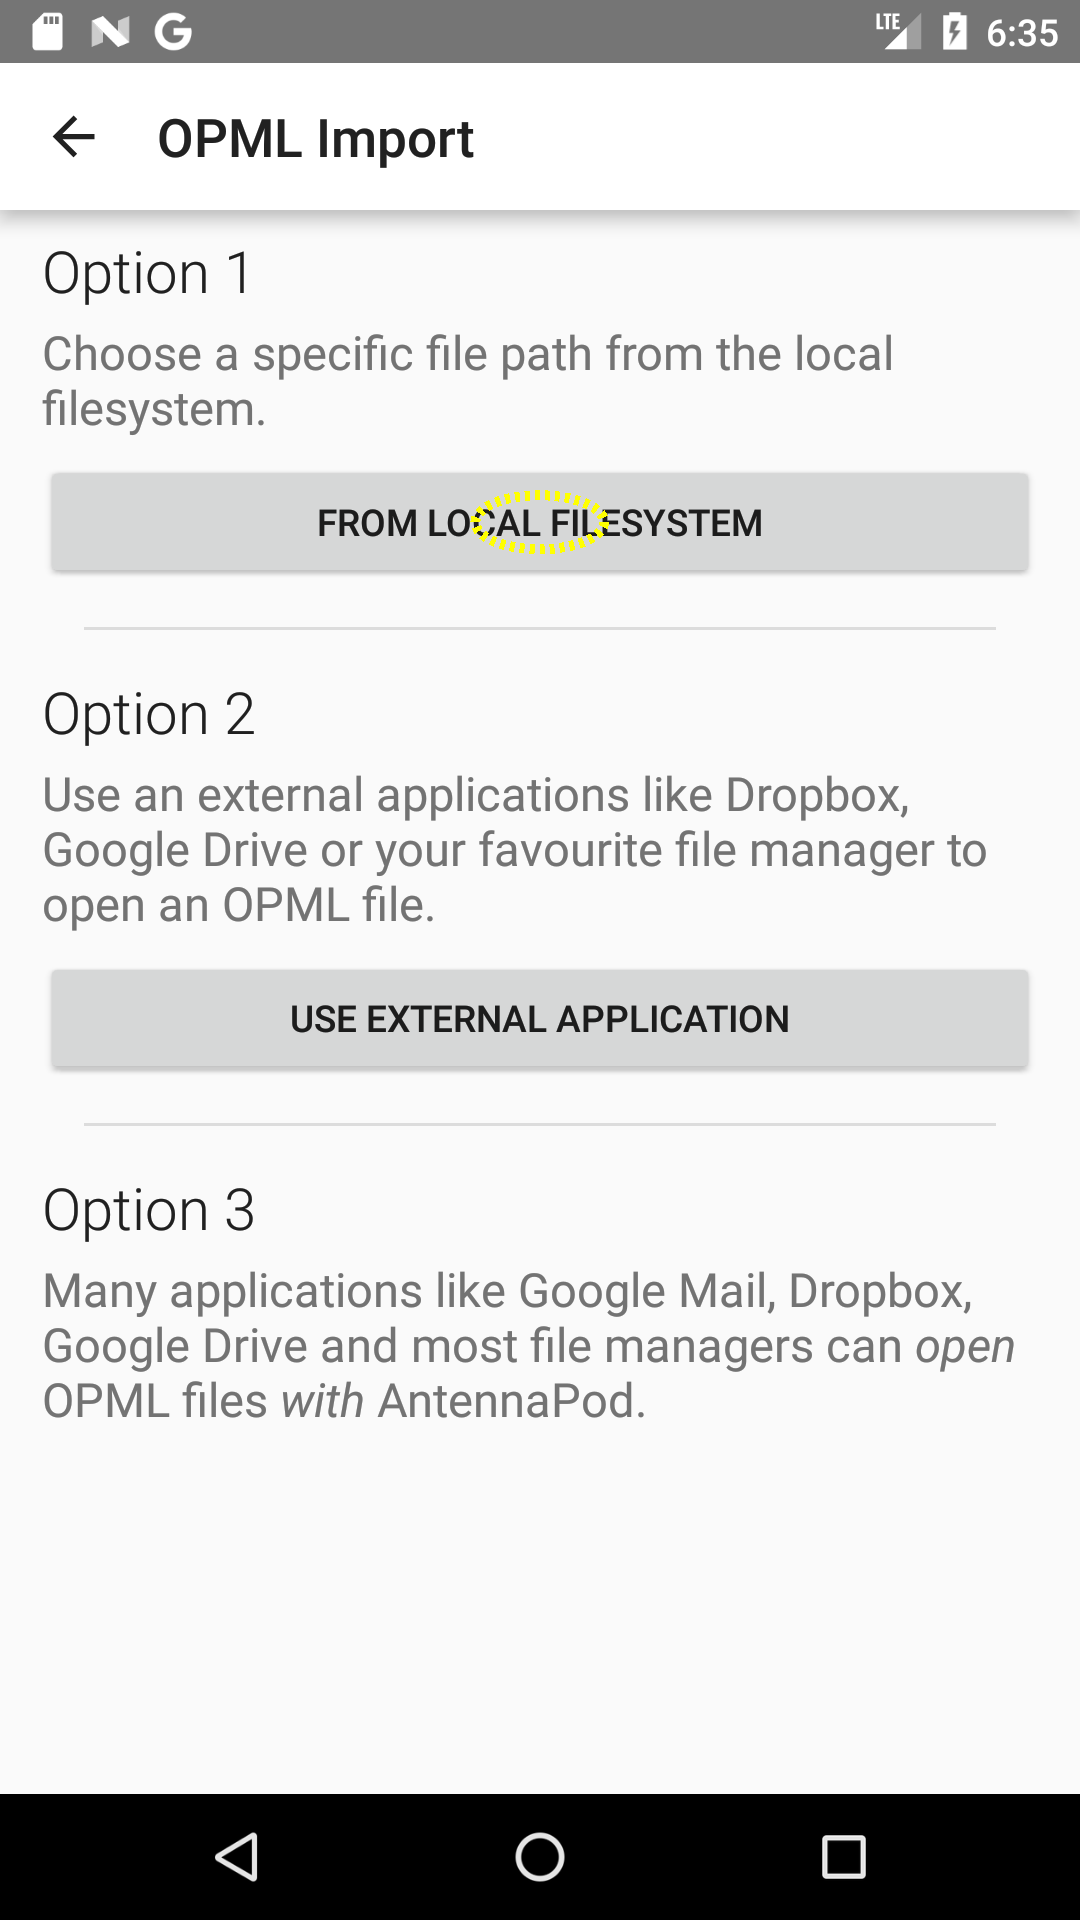 LTE 6:35
OPML Import
Option 1
Choose a specific file path from the local
filesystem.
FROM LOCAL FILESYSTEM
Option 2
Use an external applications like Dropbox,
Google Drive or your favourite file manager to
open an OPML file.
USE EXTERNAL APPLICATION
Option 3
Many applications like Google Mail, Dropbox,
Google Drive and most file managers can open
OPML files with AntennaPod.